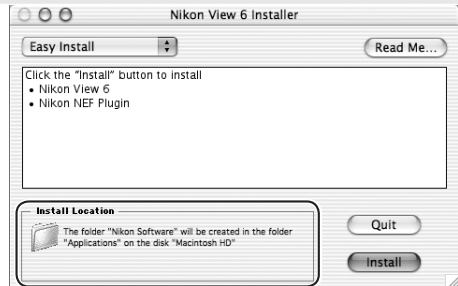 Nikon View 6 Installer
Easy Install
Read Me...
Click the "Install" button to install
• Nikon View 6
• Nikon NEF Plugin
Install Location
The folder "Nikon Software" will be created in the folder
"Applications" on the disk "Macintosh HD"
Quit
Install